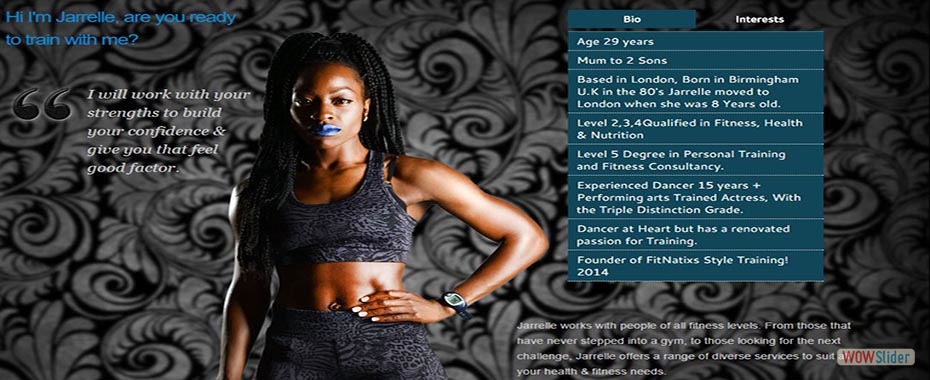 Hi I'm Jarrelle, are you ready
to train with me?
“
I will work with your
strengths to build
your confidence &
give you that feel
good factor.
Bio
Interests
Age 29 years
Mum to 2 Sons
Based in London, Born in Birmingham
U.K in the 80's Jarrelle moved to
London when she was 8 Years old.
Level 2,3,4Qualified in Fitness, Health
& Nutrition
Level 5 Degree in Personal Training
and Fitness Consultancy.
Experienced Dancer 15 years +
Performing arts Trained Actress, With
the Triple Distinction Grade.
Dancer at Heart but has a renovated
passion for Training.
Founder of FitNatixs Style Training!
2014
Jarrelle works with people of all fitness levels. From those that
have never stepped into a gym, to those looking for the next
challenge, Jarrelle offers a range of diverse services to suit
your health & fitness needs.
WOWSlider